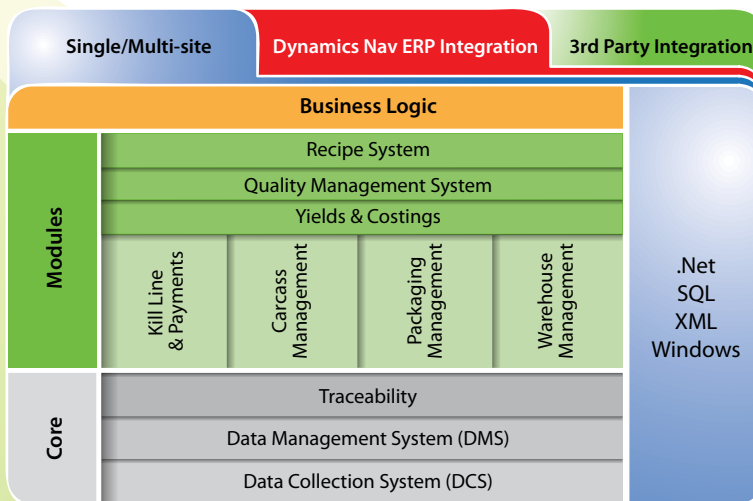 Single/Multi-site
Dynamics Nav ERP Integration
3rd Party Integration
Business Logic
Modules
Recipe System
Quality Management System
Yields & Costings
Kill Line
& Payments
Carcass
Management
Packaging
Management
Warehouse
Management
.Net
SQL
XML
Windows
Core
Traceability
Data Management System (DMS)
Data Collection System (DCS)